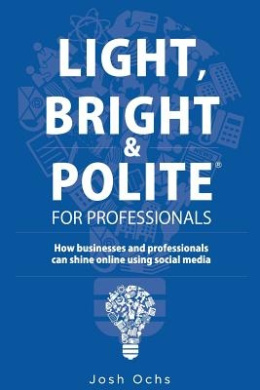 LIGHT,
BRIGHT
&
POLITE®
FOR PROFESSIONALS
How businesses and professionals
can shine online using social media
Josh Ochs